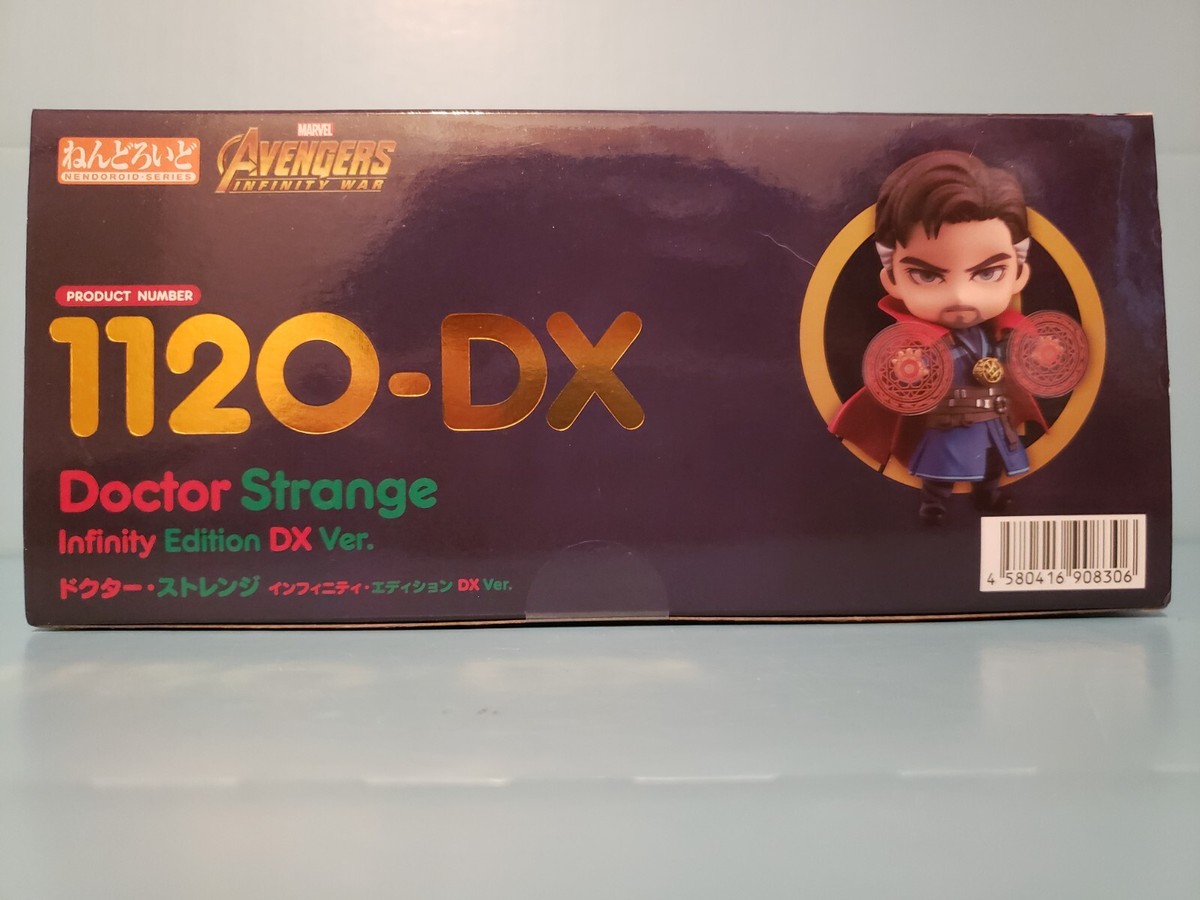 ねんどろいど
NENDOROID·SERIES
MARVEL
AVENGERS
INFINITY WAR
PRODUCT NUMBER
1120-DX
Doctor Strange
Infinity Edition DX Ver.
ドクター・ストレンジ インフィニティ・エディション DX Ver.
4 580416 908306